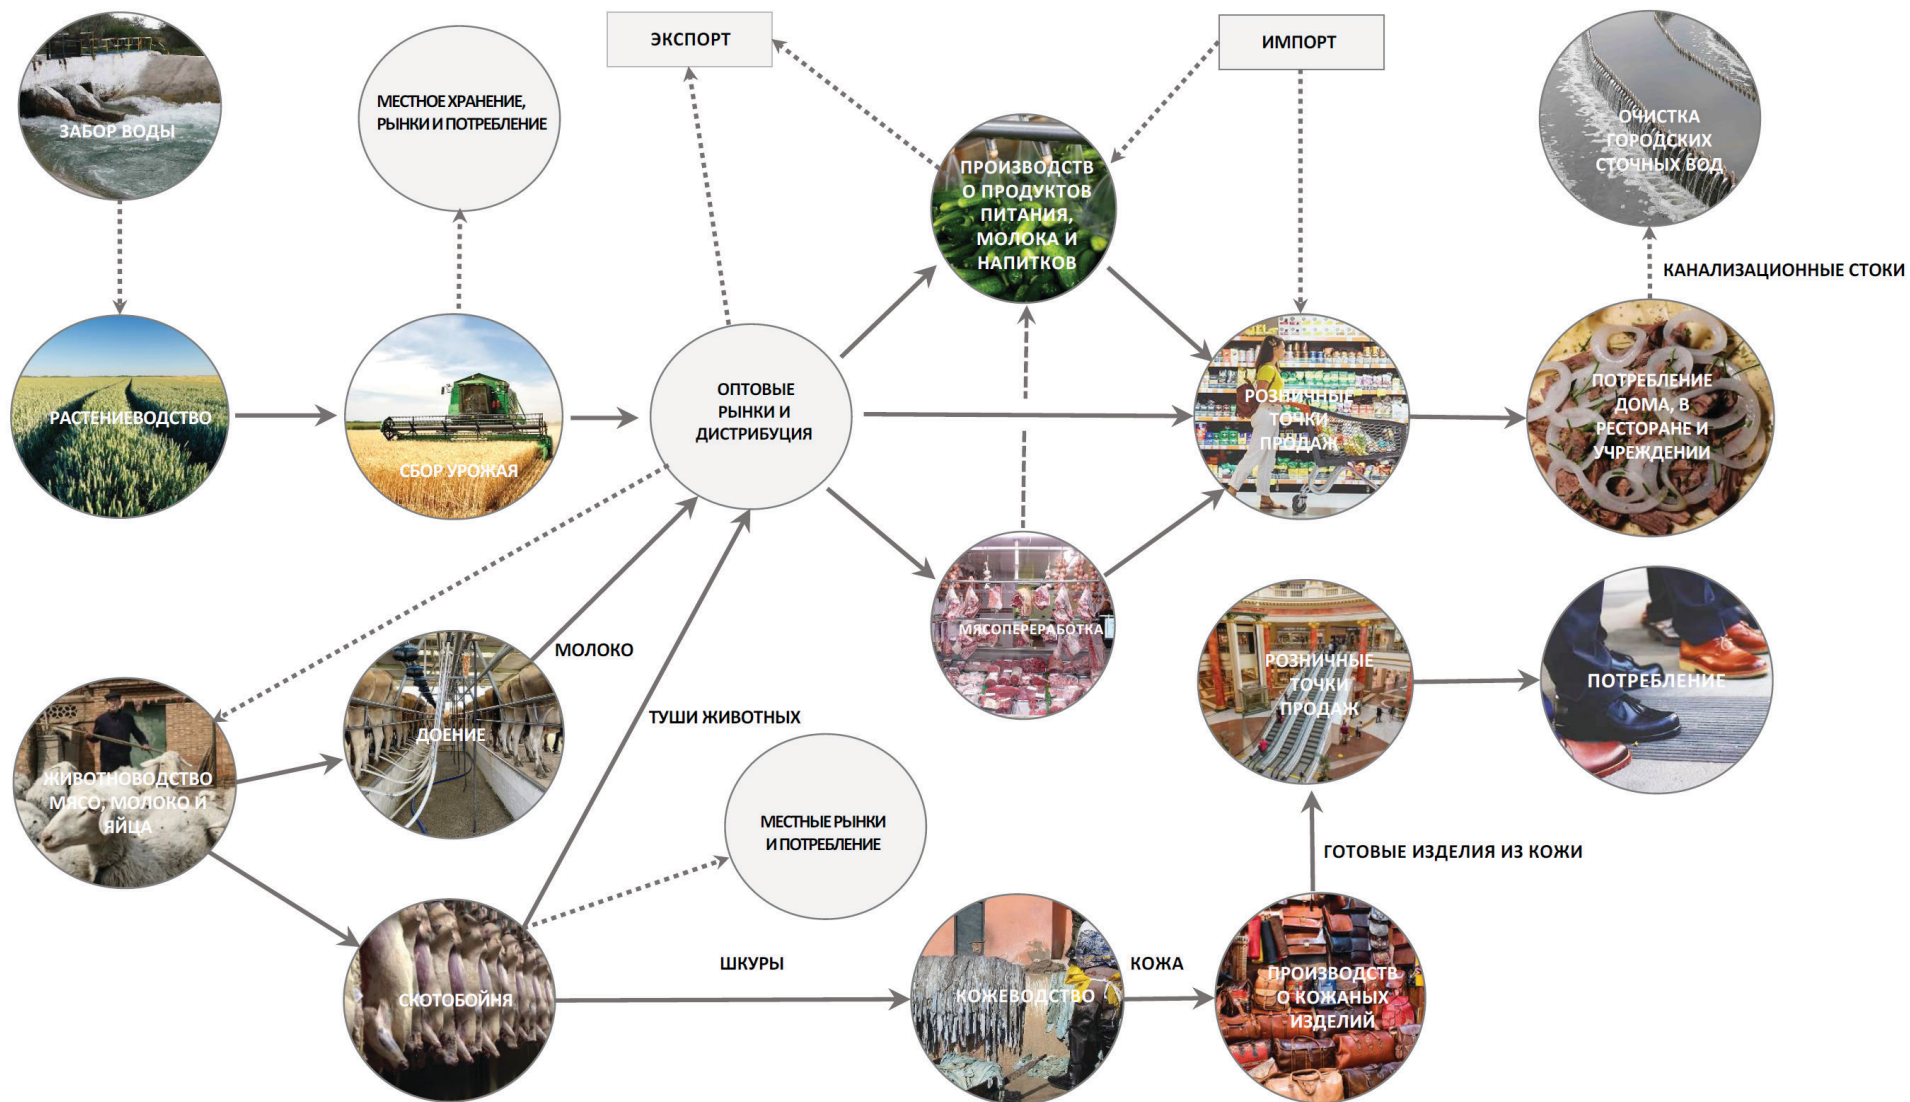 ЭКСПОРТ
ИМПОРТ
ЗАБОР ВОДЫ
МЕСТНОЕ ХРАНЕНИЕ,
РЫНКИ И ПОТРЕБЛЕНИЕ
ПРОИЗВОДСТВ
О ПРОДУКТОВ
ПИТАНИЯ,
МОЛОКА И
НАПИТКОВ
ОЧИСТКА
ГОРОДСКИХ
СТОЧНЫХ ВОД
КАНАЛИЗАЦИОННЫЕ СТОКИ
РАСТЕНИЕВОДСТВО
СБОР УРОЖАЯ
ОПТОВЫЕ
РЫНКИ И
ДИСТРИБУЦИЯ
РОЗНИЧНЫЕ
ТОЧКИ
ПРОДАЖ
ПОТРЕБЛЕНИЕ
ДОМА, В
РЕСТОРАНЕ И
УЧРЕЖДЕНИИ
МЯСОПЕРЕРАБОТКА
МОЛОКО
ТУШИ ЖИВОТНЫХ
РОЗНИЧНЫЕ
ТОЧКИ
ПРОДАЖ
ПОТРЕБЛЕНИЕ
ЖИВОТНОВОДСТВО
МЯСО, МОЛОКО И
ЯЙЦА
ДОЕНИЕ
МЕСТНЫЕ РЫНКИ
И ПОТРЕБЛЕНИЕ
ГОТОВЫЕ ИЗДЕЛИЯ ИЗ КОЖИ
СКОТОБОЙНЯ
ШКУРЫ
КОЖЕВОДСТВО
КОЖА
ПРОИЗВОДСТВ
О КОЖАНЫХ
ИЗДЕЛИЙ